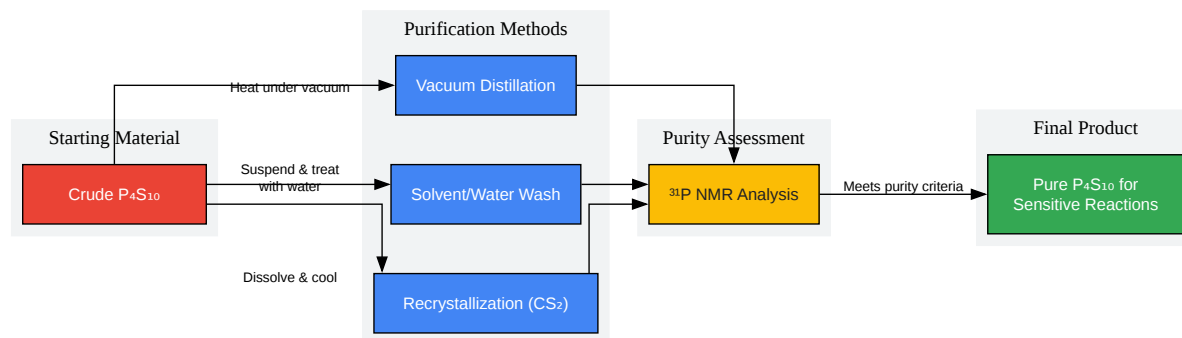 Purification Methods
Heat under vacuum
Vacuum Distillation
Starting Material
Purity Assessment
Final Product
Crude P₄S₁₀
Suspend & treat
with water
Solvent/Water Wash
³¹P NMR Analysis
Meets purity criteria
Pure P₄S₁₀ for
Sensitive Reactions
Dissolve & cool
Recrystallization (CS₂)